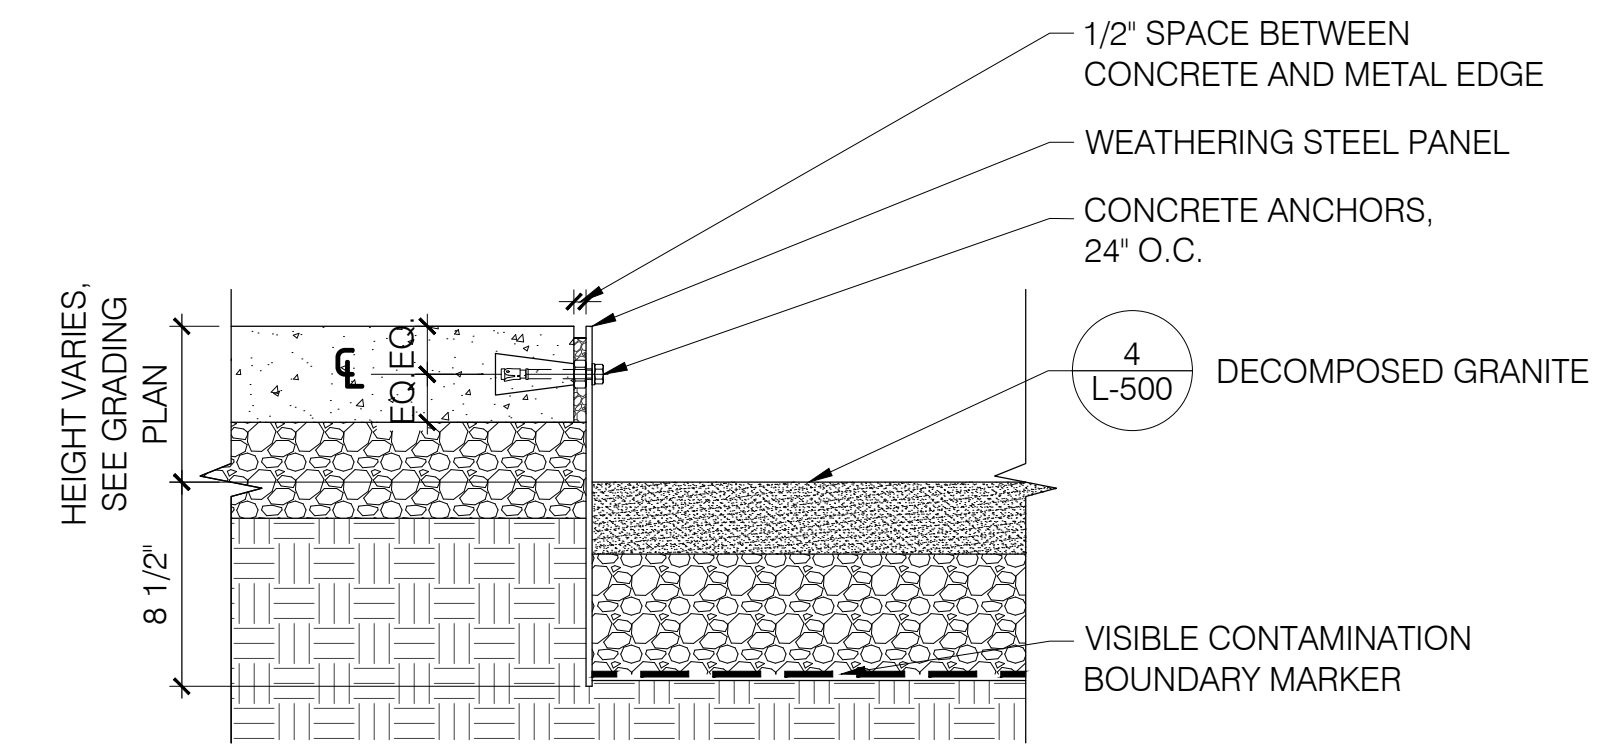 1/2" SPACE BETWEEN
CONCRETE AND METAL EDGE
WEATHERING STEEL PANEL
CONCRETE ANCHORS,
24" O.C.
HEIGHT VARIES,
SEE GRADING
PLAN
8 1/2"
CL
EQ.
EQ.
4
L-500
DECOMPOSED GRANITE
VISIBLE CONTAMINATION
BOUNDARY MARKER